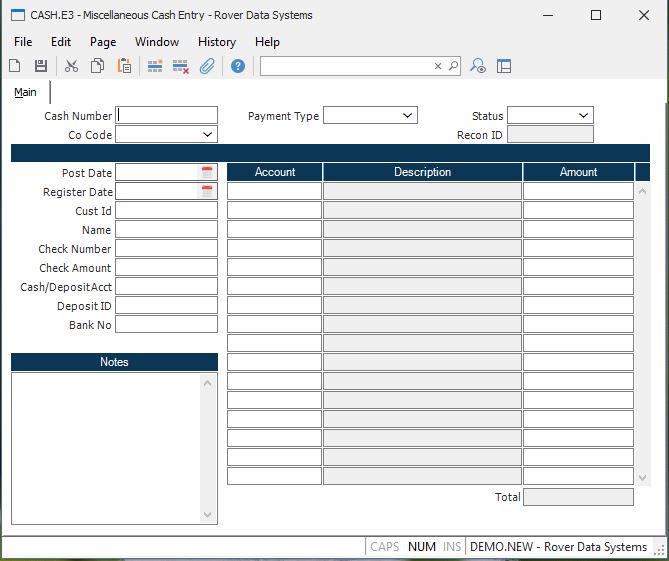 CASH.E3 - Miscellaneous Cash Entry - Rover Data Systems
File Edit Page Window History Help
Main
Cash Number Payment Type Status
Co Code Recon ID
Post Date Account Description Amount
Register Date
Cust Id
Name
Check Number
Check Amount
Cash/DepositAcct
Deposit ID
Bank No
Notes
Total
CAPS NUM INS DEMO.NEW - Rover Data Systems